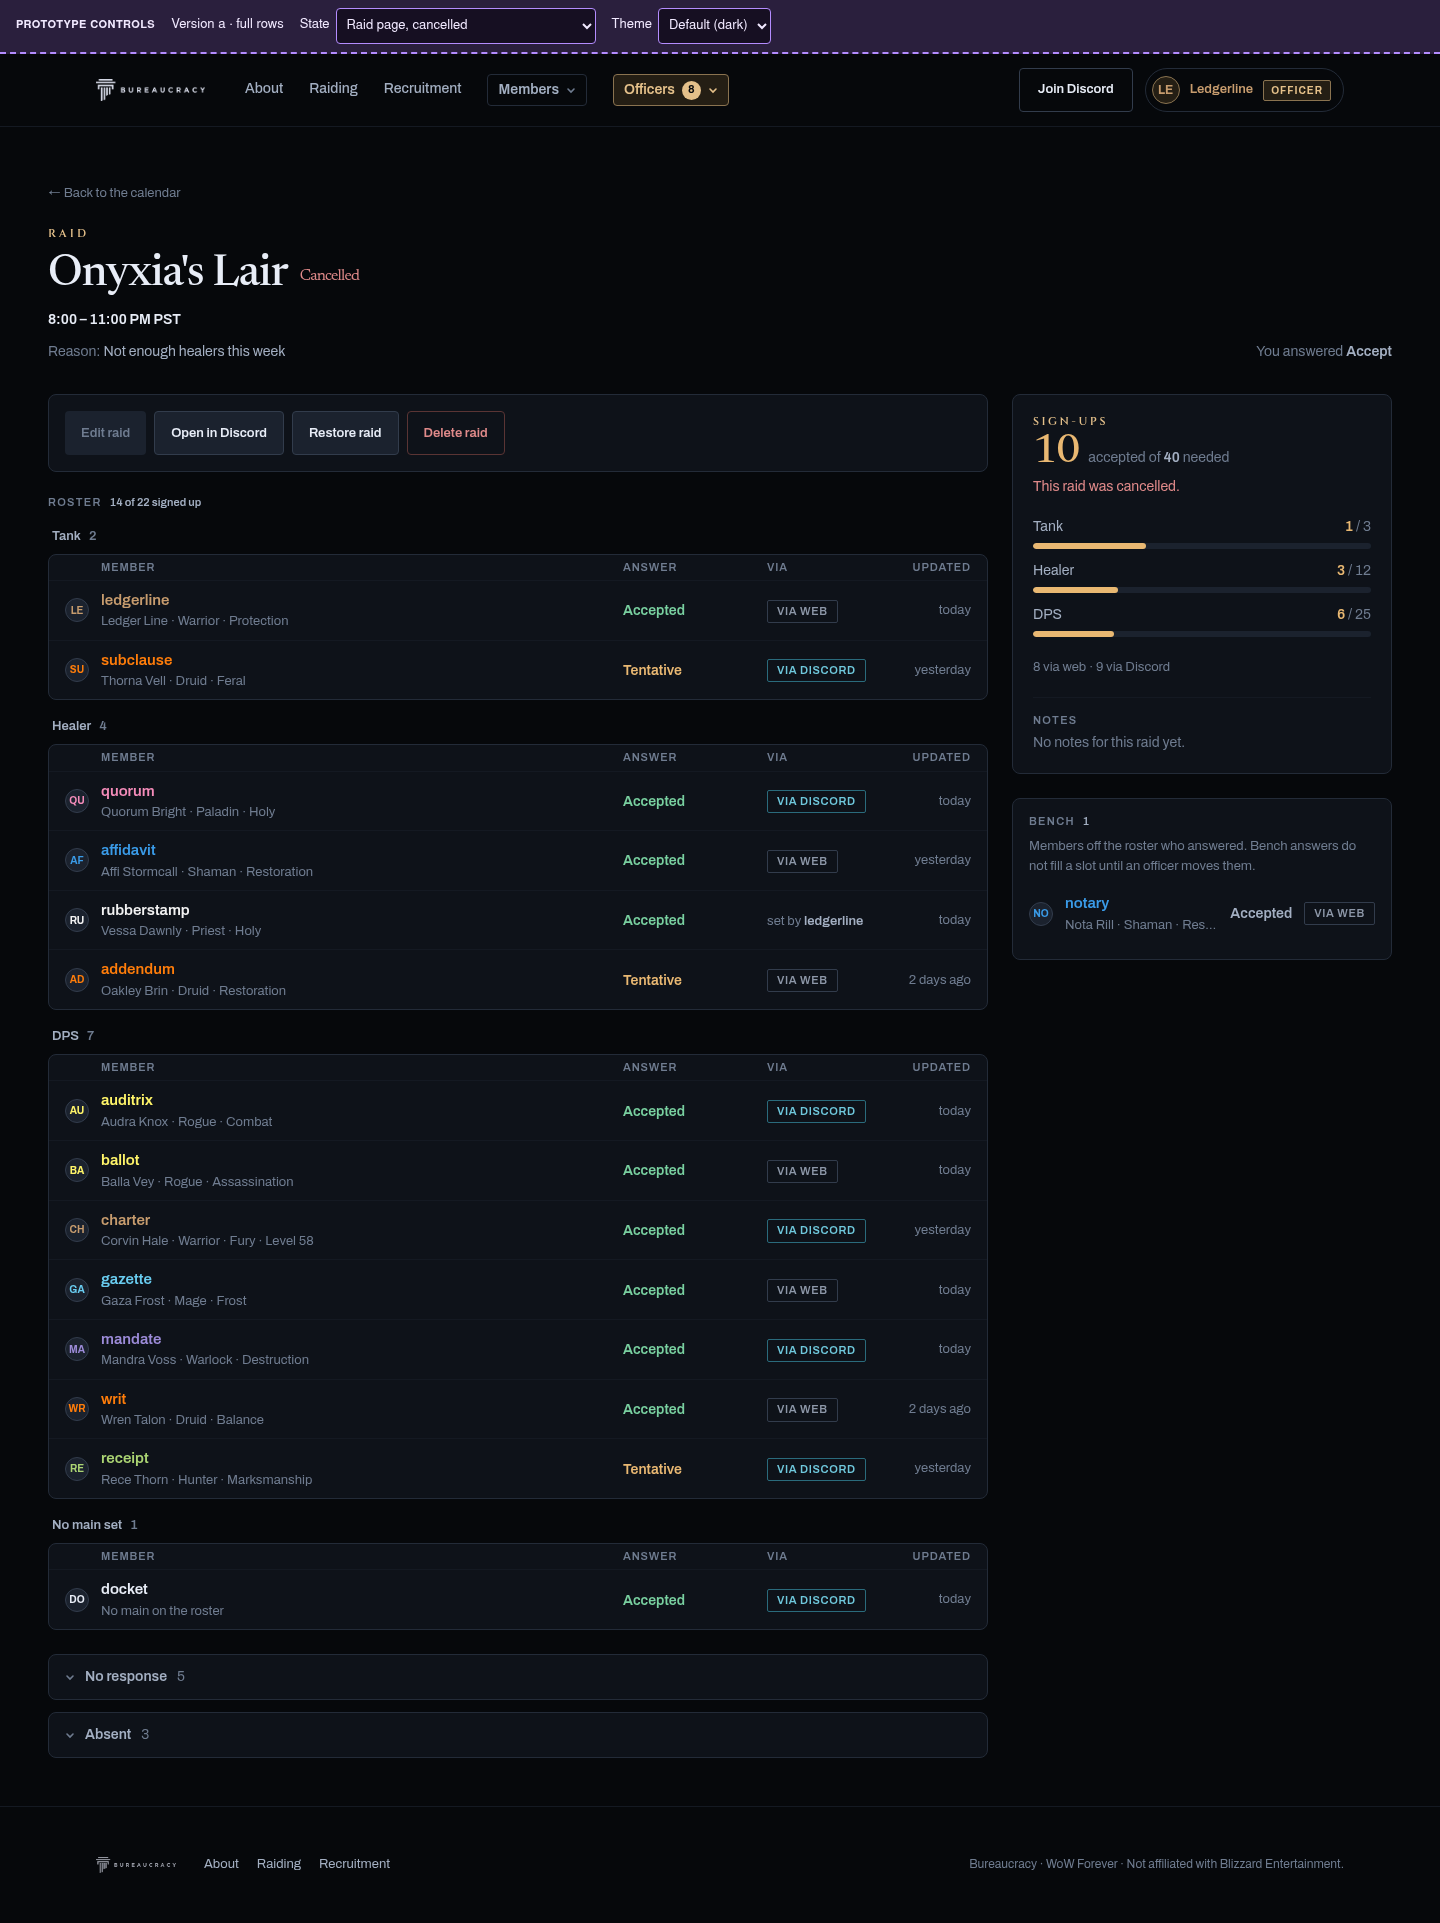 PROTOTYPE CONTROLS Version a · full rows State Raid page, cancelled Theme Default (dark)
BUREAUCRACY About Raiding Recruitment Members Officers 8 Join Discord LE Ledgerline OFFICER
← Back to the calendar
RAID
Onyxia's Lair Cancelled
8:00 – 11:00 PM PST
Reason: Not enough healers this week
You answered Accept
Edit raid Open in Discord Restore raid Delete raid
ROSTER 14 of 22 signed up
Tank 2
MEMBER ANSWER VIA UPDATED
LE ledgerline Accepted VIA WEB today
Ledger Line · Warrior · Protection
SU subclause Tentative VIA DISCORD yesterday
Thorna Vell · Druid · Feral
Healer 4
MEMBER ANSWER VIA UPDATED
QU quorum Accepted VIA DISCORD today
Quorum Bright · Paladin · Holy
AF affidavit Accepted VIA WEB yesterday
Affi Stormcall · Shaman · Restoration
RU rubberstamp Accepted set by ledgerline today
Vessa Dawnly · Priest · Holy
AD addendum Tentative VIA WEB 2 days ago
Oakley Brin · Druid · Restoration
DPS 7
MEMBER ANSWER VIA UPDATED
AU auditrix Accepted VIA DISCORD today
Audra Knox · Rogue · Combat
BA ballot Accepted VIA WEB today
Balla Vey · Rogue · Assassination
CH charter Accepted VIA DISCORD yesterday
Corvin Hale · Warrior · Fury · Level 58
GA gazette Accepted VIA WEB today
Gaza Frost · Mage · Frost
MA mandate Accepted VIA DISCORD today
Mandra Voss · Warlock · Destruction
WR writ Accepted VIA WEB 2 days ago
Wren Talon · Druid · Balance
RE receipt Tentative VIA DISCORD yesterday
Rece Thorn · Hunter · Marksmanship
No main set 1
MEMBER ANSWER VIA UPDATED
DO docket Accepted VIA DISCORD today
No main on the roster
No response 5
Absent 3
SIGN-UPS
10 accepted of 40 needed
This raid was cancelled.
Tank 1 / 3
Healer 3 / 12
DPS 6 / 25
8 via web · 9 via Discord
NOTES
No notes for this raid yet.
BENCH 1
Members off the roster who answered. Bench answers do
not fill a slot until an officer moves them.
NO notary Accepted VIA WEB
Nota Rill · Shaman · Res...
BUREAUCRACY About Raiding Recruitment
Bureaucracy · WoW Forever · Not affiliated with Blizzard Entertainment.